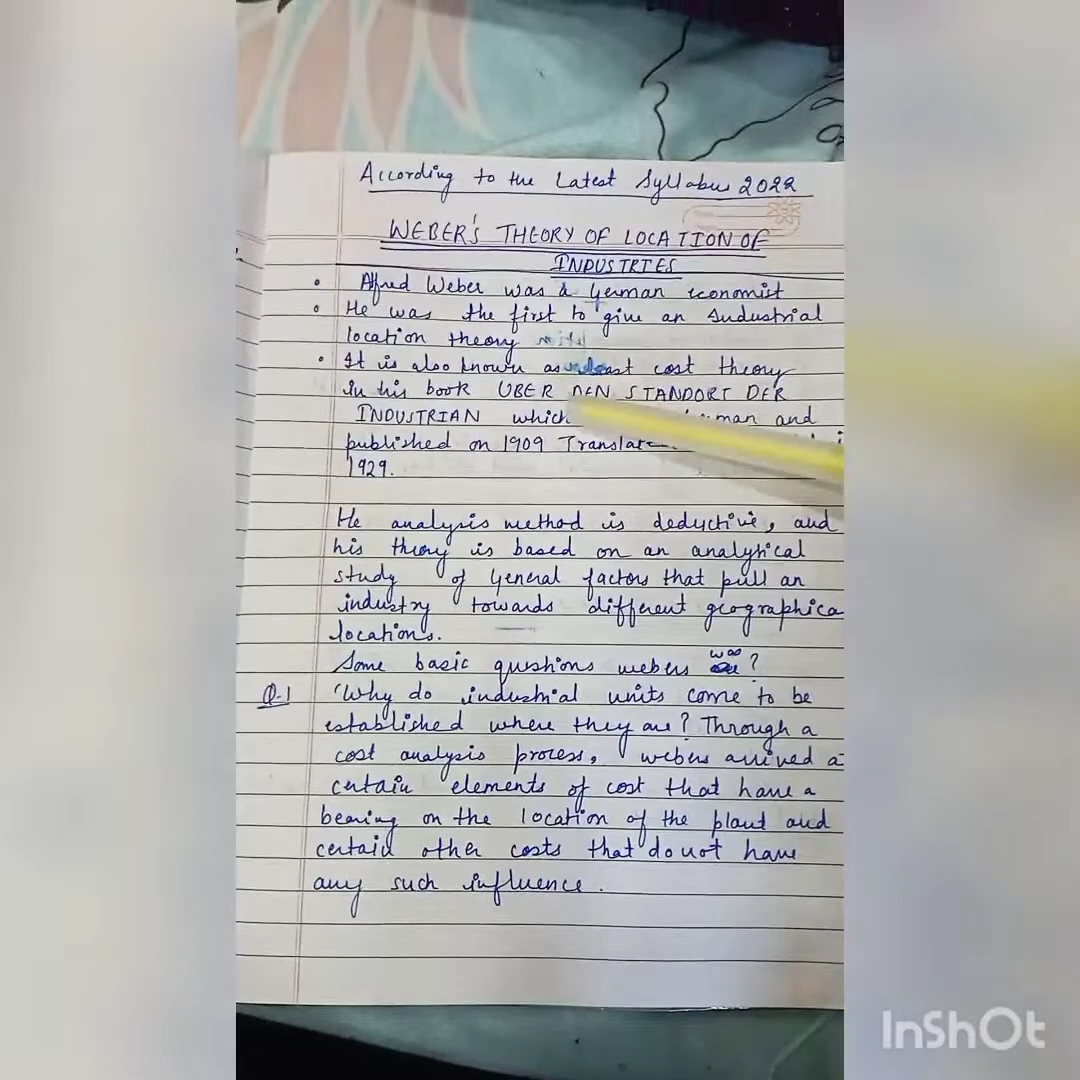 According to the Latest Syllabus 2022
WEBER'S THEORY OF LOCATION OF
INDUSTRIES
• Alfred Weber was a German economist
• He was the first to give an Industrial
location theory
• It is also known as least cost theory
in his book UBER DEN STANDORT DER
INDUSTRIAN which man and
published on 1909
1929.
He analysis method is deductive, and
his theory is based on an analytical
study of General factors that pull an
industry towards different geographica
locations.
Some basic questions webers was?
Q-1 'Why do industrial units come to be
established where they are? Through a
cost analysis process, webers arrived a
certain elements of cost that have a
bearing on the location of the plant and
certain other costs that do not have
any such influence.
InShOt